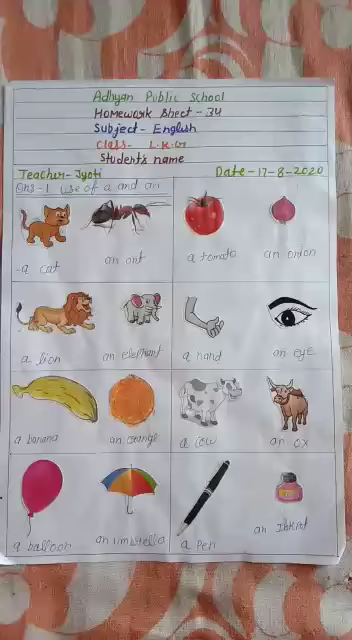 Adhyan Public School
Homework Sheet - 34
Subject - English
Class - L.K.G
Student's name
Teacher - Jyoti Date - 17-8-2020
Qns-1 Use of a and an
a cat an ant a tomato an onion
a lion an elephant a hand an eye
a banana an orange a cow an ox
a balloon an umbrella a pen an Inkpot